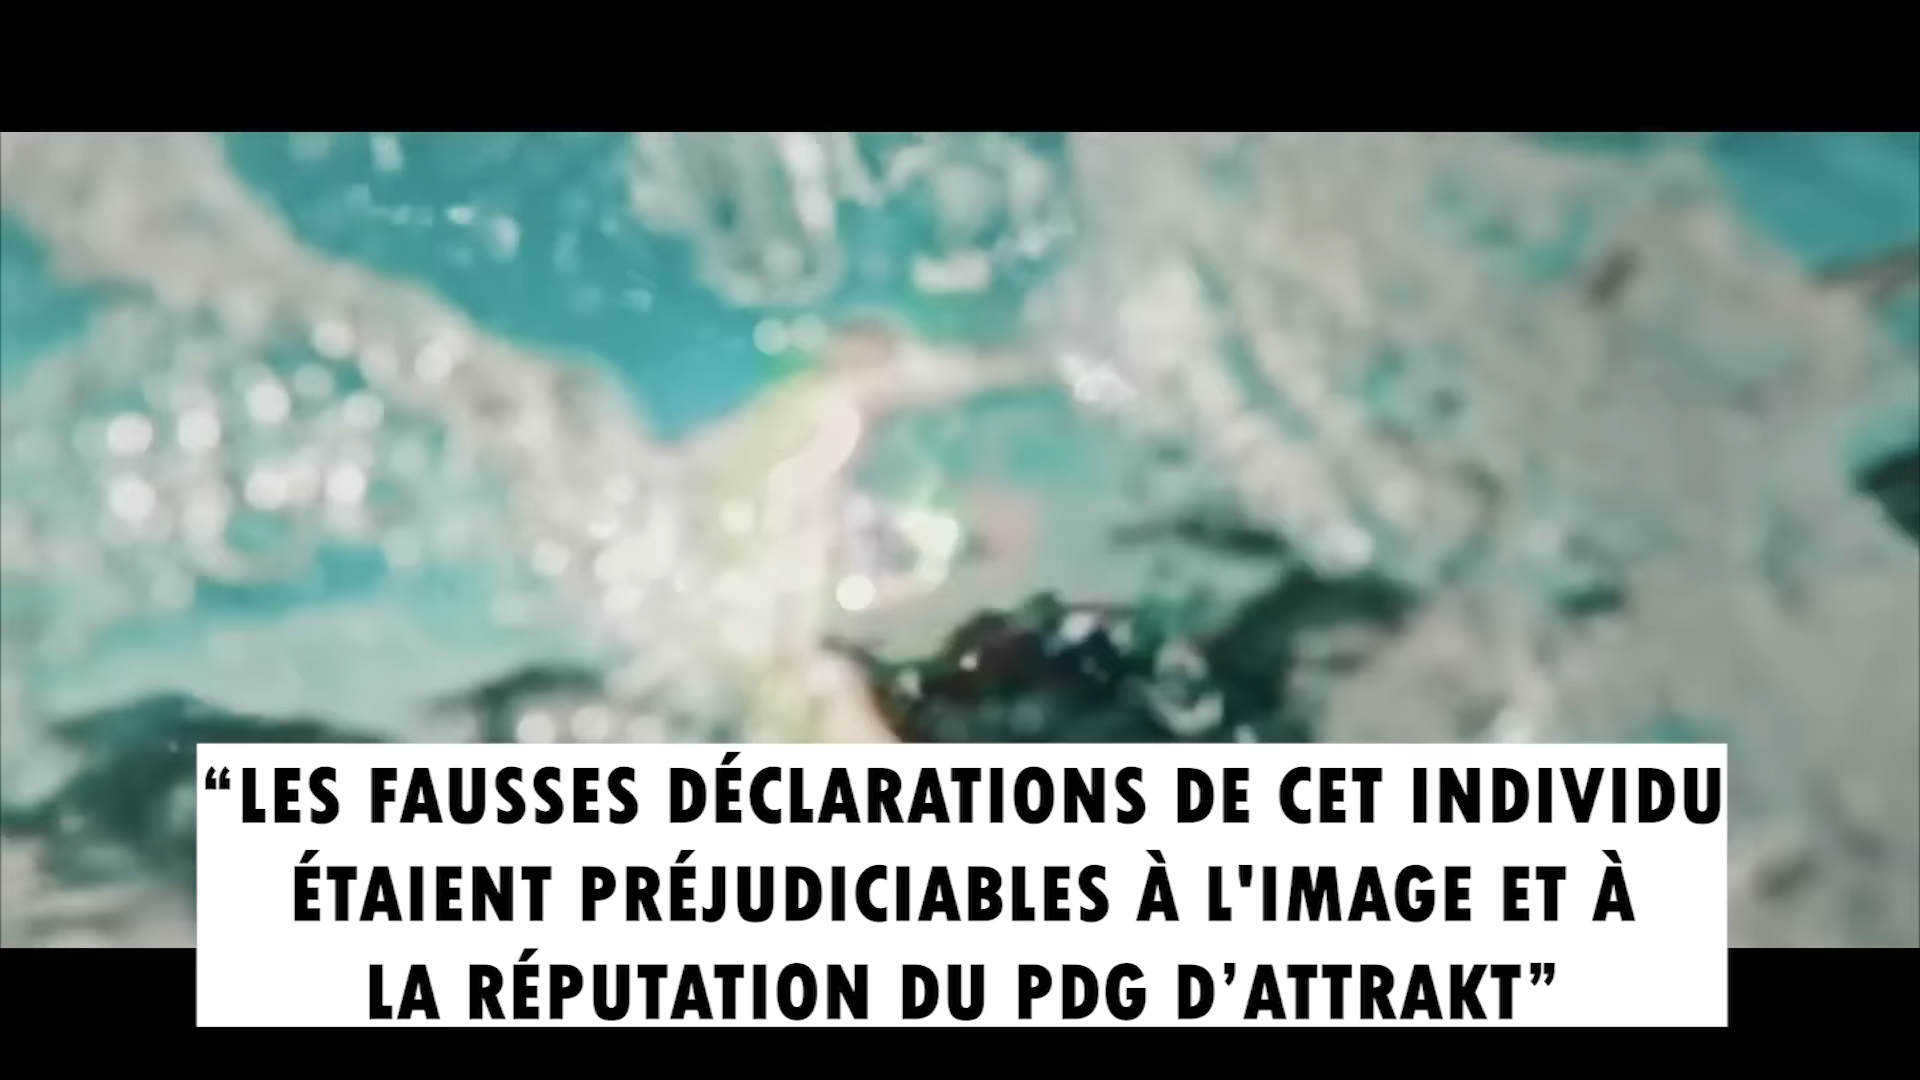 “LES FAUSSES DÉCLARATIONS DE CET INDIVIDU
ÉTAIENT PRÉJUDICIABLES À L'IMAGE ET À
LA RÉPUTATION DU PDG D’ATTRAKT”